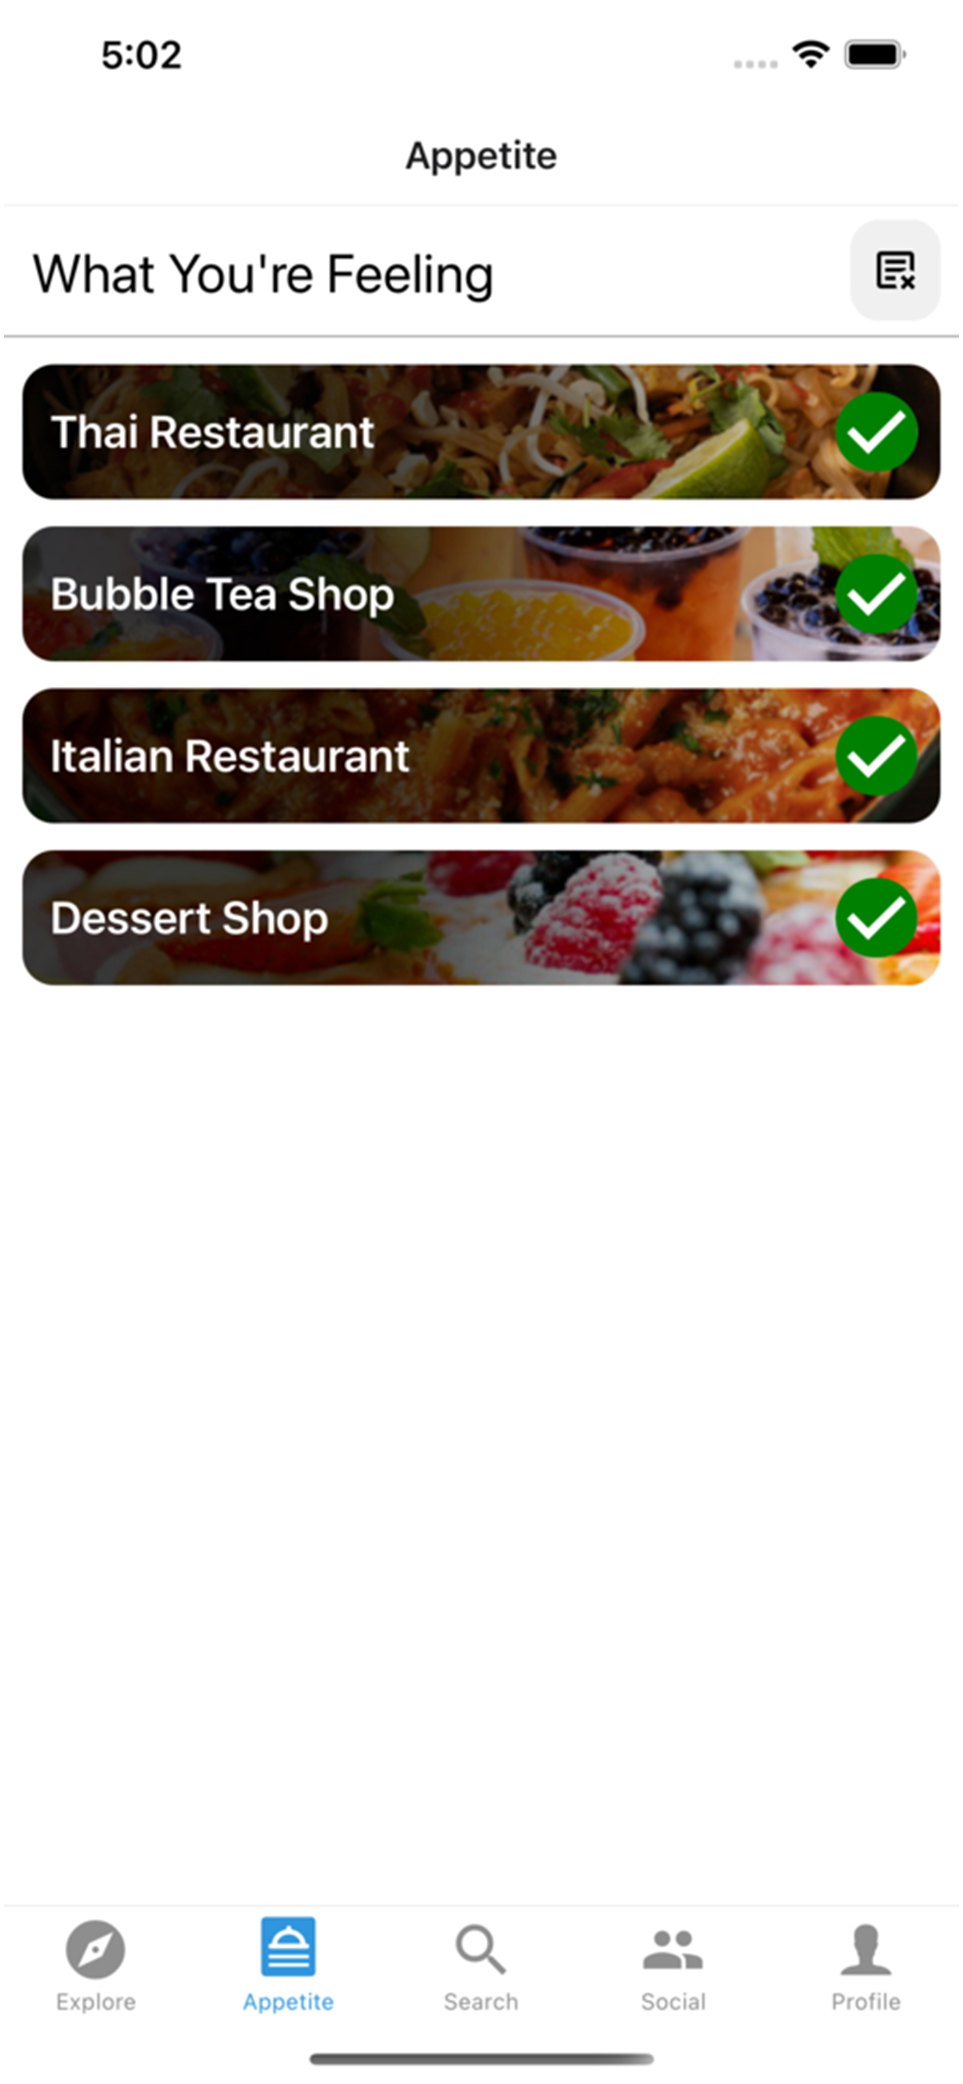 5:02
Appetite
What You're Feeling
Thai Restaurant
Bubble Tea Shop
Italian Restaurant
Dessert Shop
Explore
Appetite
Search
Social
Profile